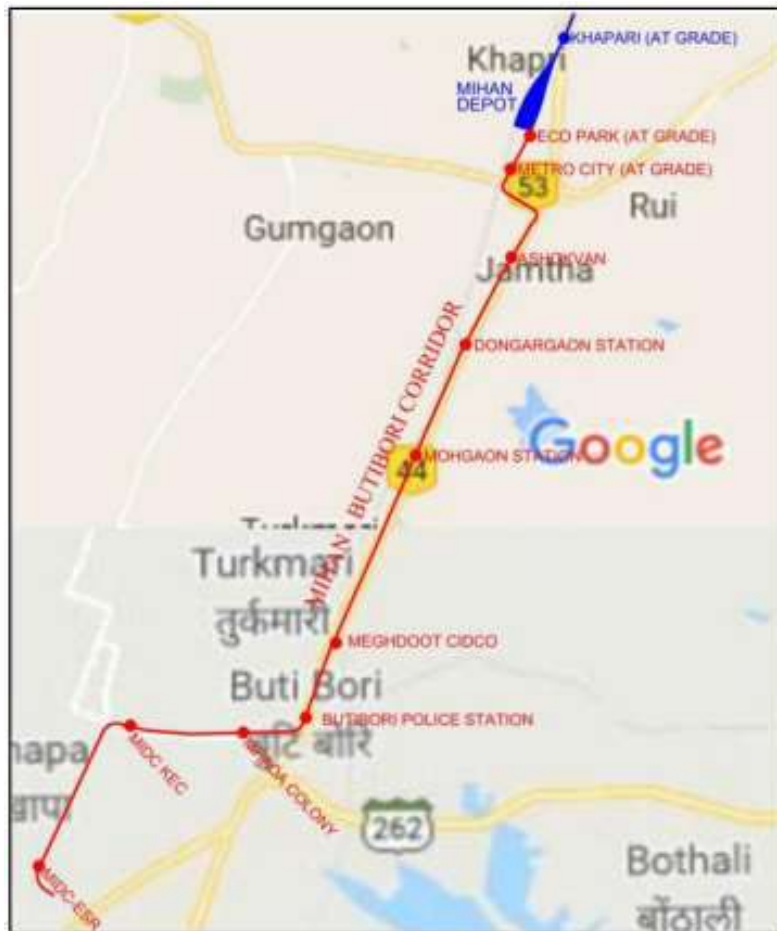 KHAPARI (AT GRADE)
Khapri
MIHAN
DEPOT
ECO PARK (AT GRADE)
METRO CITY (AT GRADE)
53
Rui
Gumgaon
ASHOKVAN
Jamtha
DONGARGAON STATION
MIHAN BUTIBORI CORRIDOR
Google
MOHGAON STATION
44
Turkmari
तुर्कमारी
MEGHDOOT CIDCO
Buti Bori
बुटि बोरि
BUTIBORI POLICE STATION
MIDC KEC
COLONY
hapa
खापा
262
Bothali
बोंठाली
MIDC-ESR